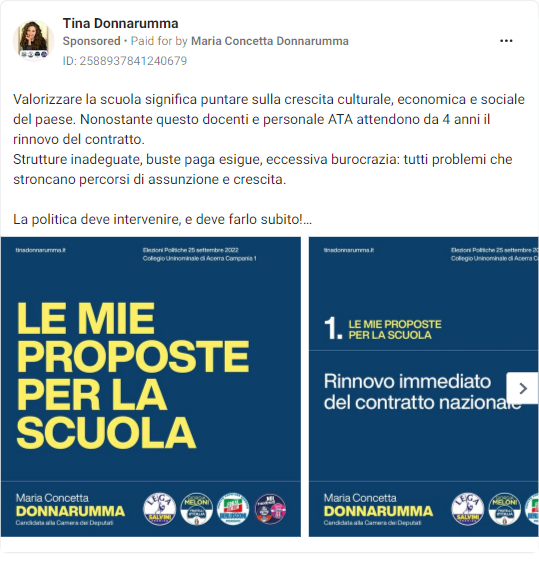 Tina Donnarumma
Sponsored • Paid for by Maria Concetta Donnarumma
ID: 2588937841240679
Valorizzare la scuola significa puntare sulla crescita culturale, economica e sociale
del paese. Nonostante questo docenti e personale ATA attendono da 4 anni il
rinnovo del contratto.
Strutture inadeguate, buste paga esigue, eccessiva burocrazia: tutti problemi che
stroncano percorsi di assunzione e crescita.
La politica deve intervenire, e deve farlo subito!...
tinadonnarumma.it
Elezioni Politiche 25 settembre 2022
Collegio Uninominale di Acerra Campania 1
LE MIE
PROPOSTE
PER LA
SCUOLA
Maria Concetta
DONNARUMMA
Candidata alla Camera dei Deputati
LEGA
SALVINI
MELONI
tinadonnarumma.it
Elezioni Politiche 25 settembre 20
Collegio Uninominale di Acerra Cam
1. LE MIE PROPOSTE
PER LA SCUOLA
Rinnovo immediato
del contratto nazionale
Maria Concetta
DONNARUMMA
Candidata alla Camera dei Deputati
LEGA
SALVINI
MELONI